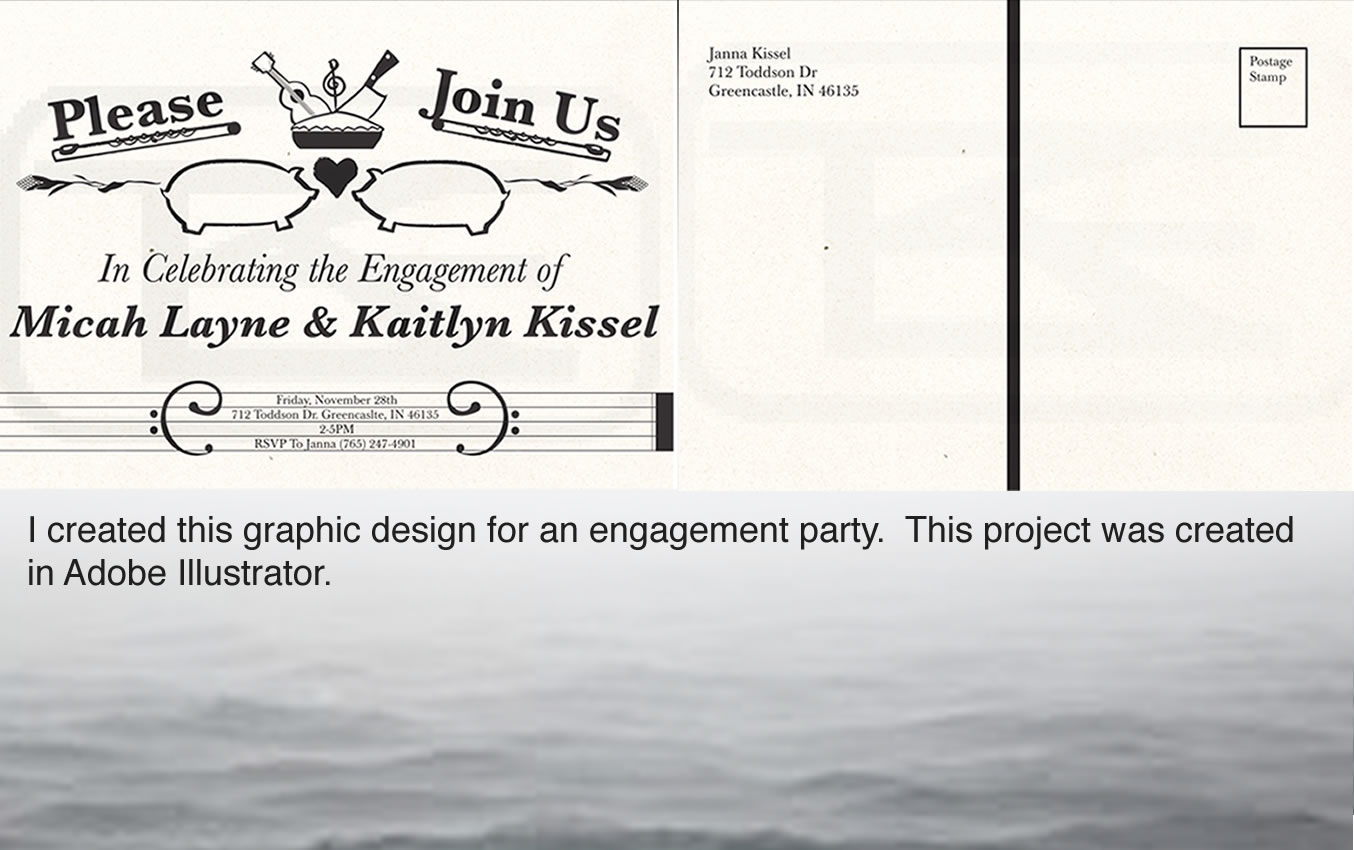 Please Join Us
In Celebrating the Engagement of
Micah Layne & Kaitlyn Kissel
Friday, November 28th
712 Toddson Dr. Greencaslte, IN 46135
2-5PM
RSVP To Janna (765) 247-4901
Janna Kissel
712 Toddson Dr
Greencastle, IN 46135
Postage
Stamp
I created this graphic design for an engagement party.  This project was created
in Adobe Illustrator.